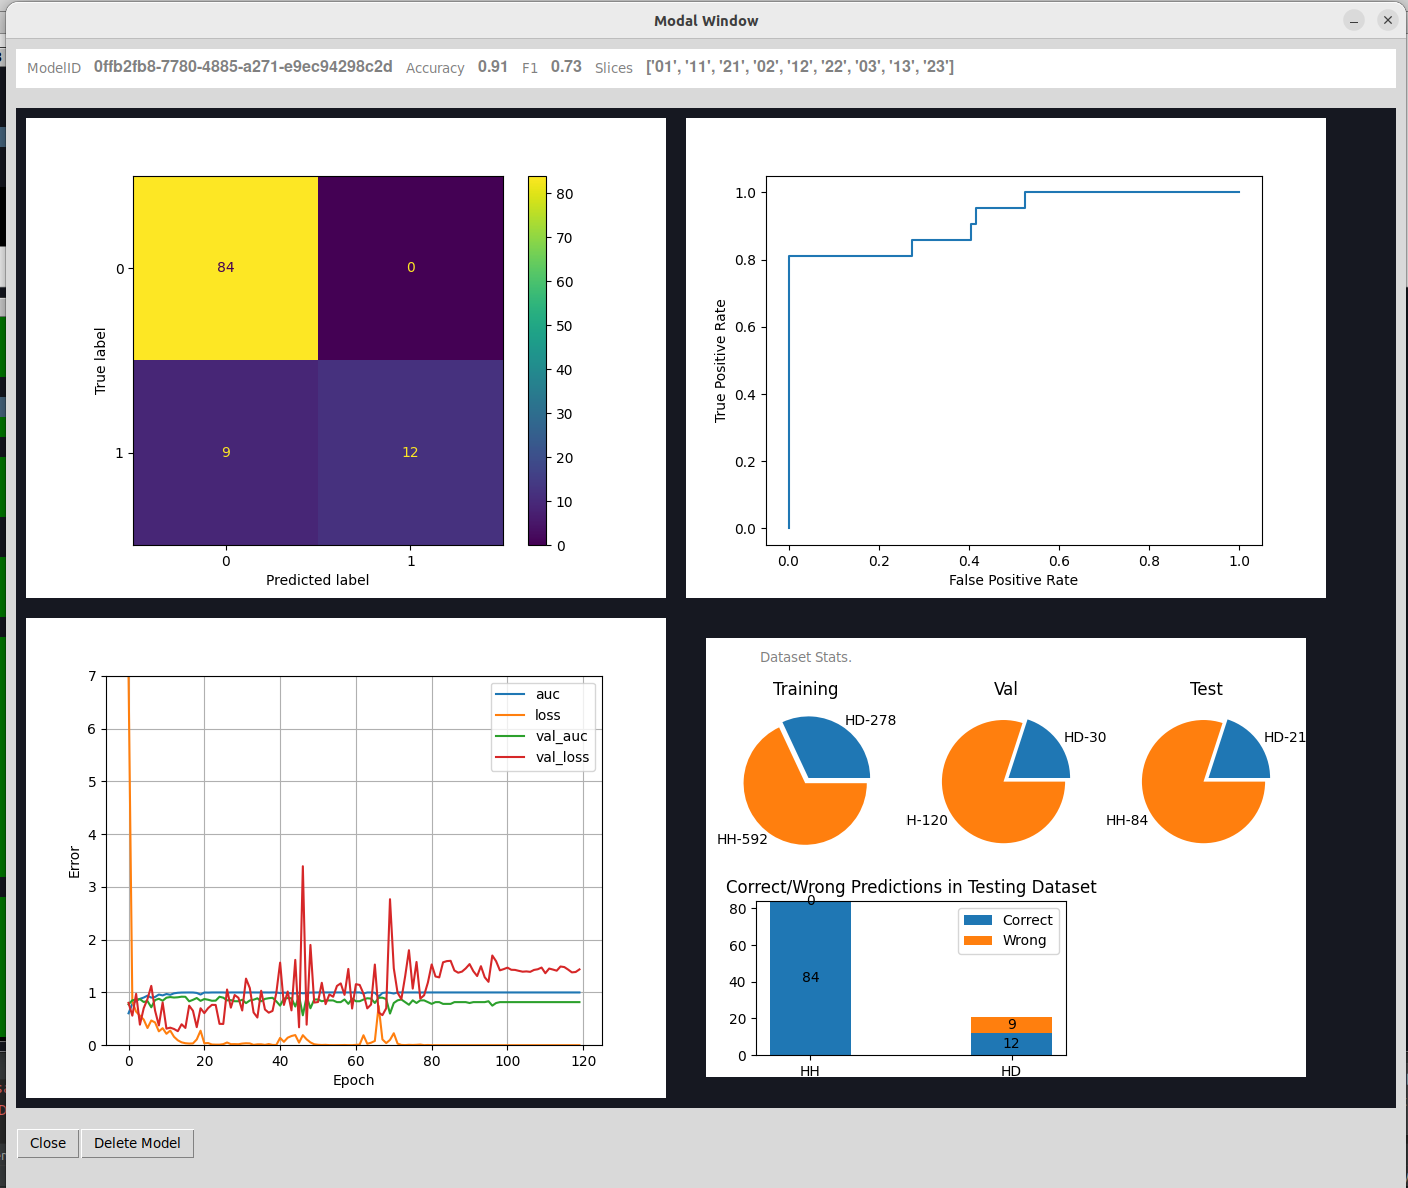 Modal Window
ModelID 0ffb2fb8-7780-4885-a271-e9ec94298c2d Accuracy 0.91 F1 0.73 Slices ['01', '11', '21', '02', '12', '22', '03', '13', '23']
80
70
60
50
40
30
20
10
0
84 0
9 12
0
1
True label
0 1
Predicted label
1.0
0.8
0.6
0.4
0.2
0.0
True Positive Rate
0.0 0.2 0.4 0.6 0.8 1.0
False Positive Rate
7
6
5
4
3
2
1
0
Error
auc
loss
val_auc
val_loss
0 20 40 60 80 100 120
Epoch
Dataset Stats.
Training Val Test
HD-278 HD-30 HD-21
HH-592 H-120 HH-84
Correct/Wrong Predictions in Testing Dataset
80
60
40
20
0
0
84
9
12
Correct
Wrong
HH HD
Close Delete Model